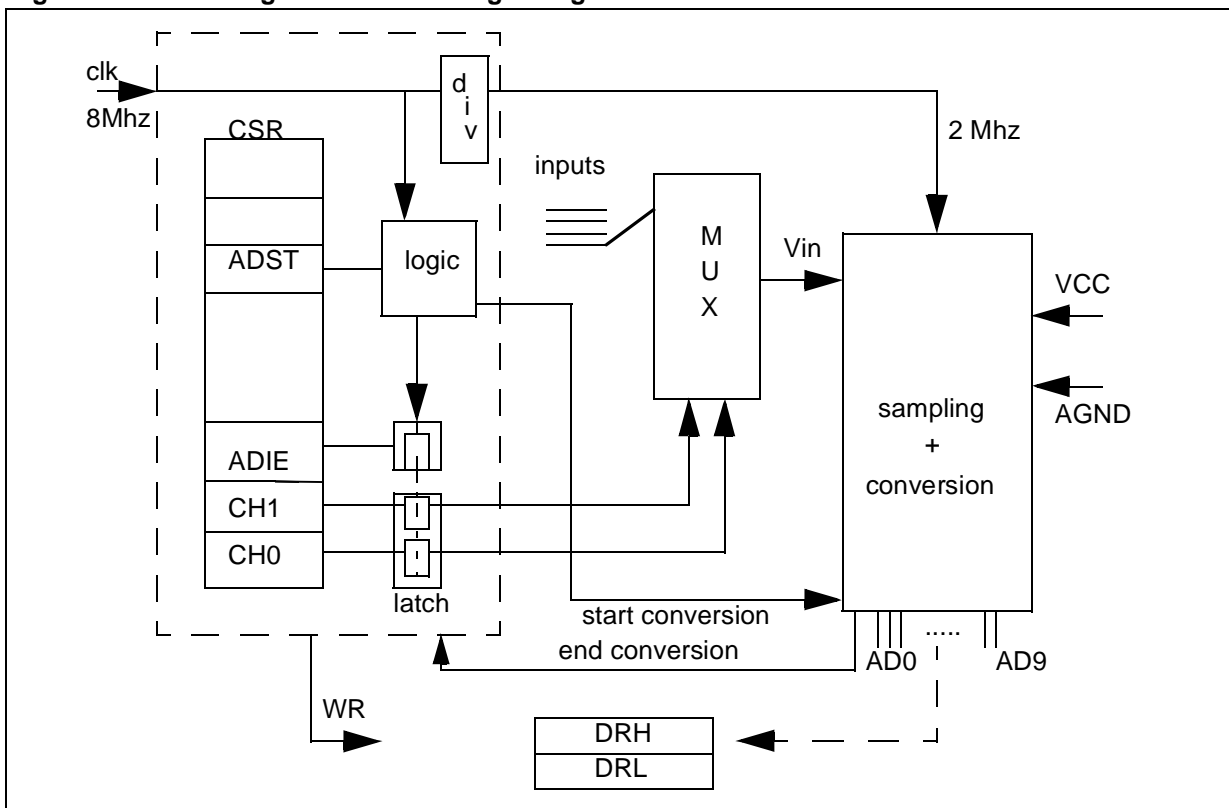 clk
8Mhz
CSR
d
i
v
2 Mhz
inputs
ADST
logic
M
U
X
Vin
VCC
AGND
sampling
+
conversion
ADIE
CH1
CH0
latch
start conversion
end conversion
AD0
.....
AD9
WR
DRH
DRL